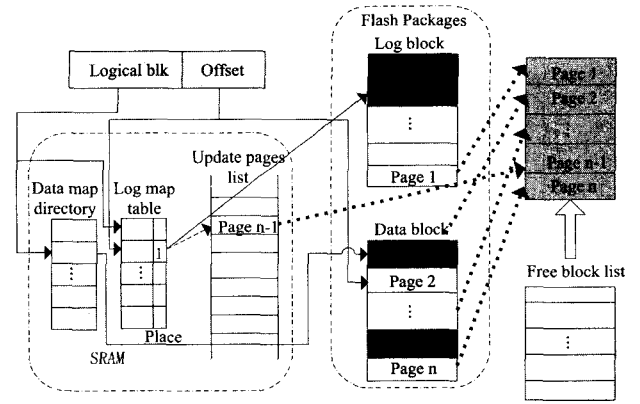 Flash Packages
Log block
Logical blk
Offset
Page 1
Page 2
Page n-1
Page n
Update pages
list
Data map
directory
Log map
table
Page n-1
1
Place
SRAM
Page 1
Data block
Page 2
Page n
Free block list